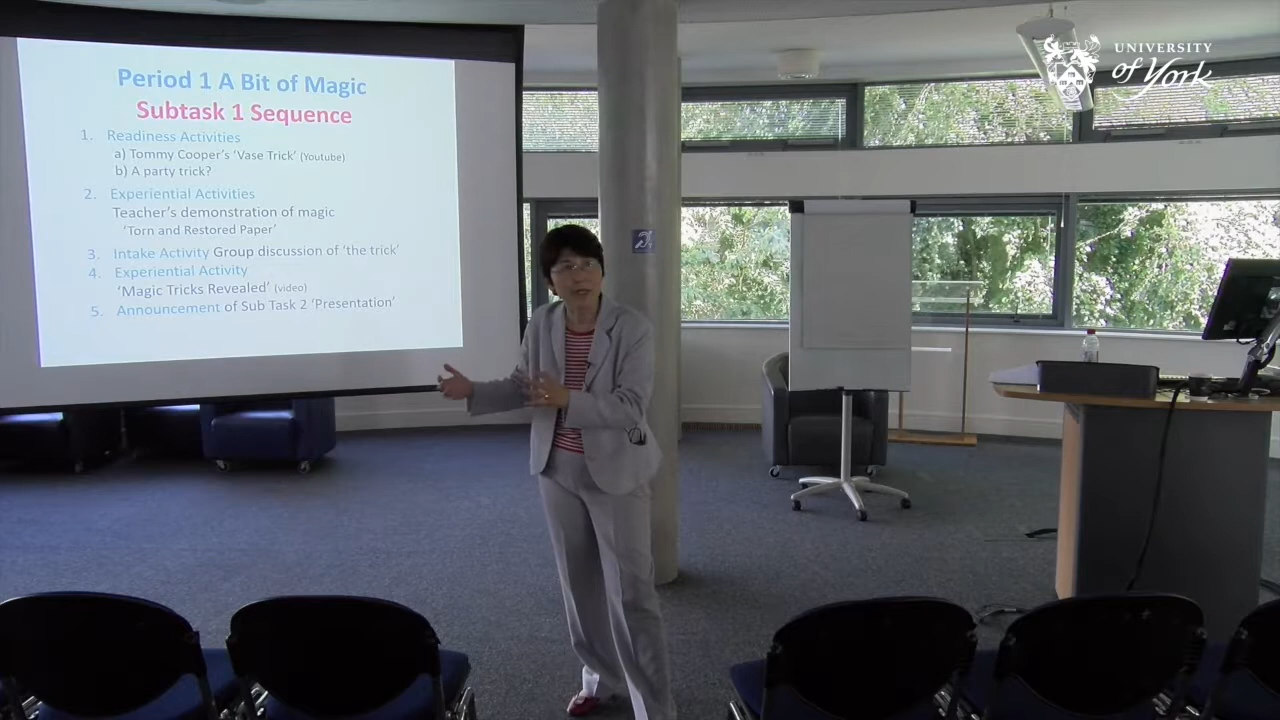 Period 1 A Bit of Magic
Subtask 1 Sequence
1. Readiness Activities
a) Tommy Cooper's 'Vase Trick' (Youtube)
b) A party trick?
2. Experiential Activities
Teacher's demonstration of magic
'Torn and Restored Paper'
3. Intake Activity Group discussion of 'the trick'
4. Experiential Activity
'Magic Tricks Revealed' (video)
5. Announcement of Sub Task 2 'Presentation'
UNIVERSITY
of York